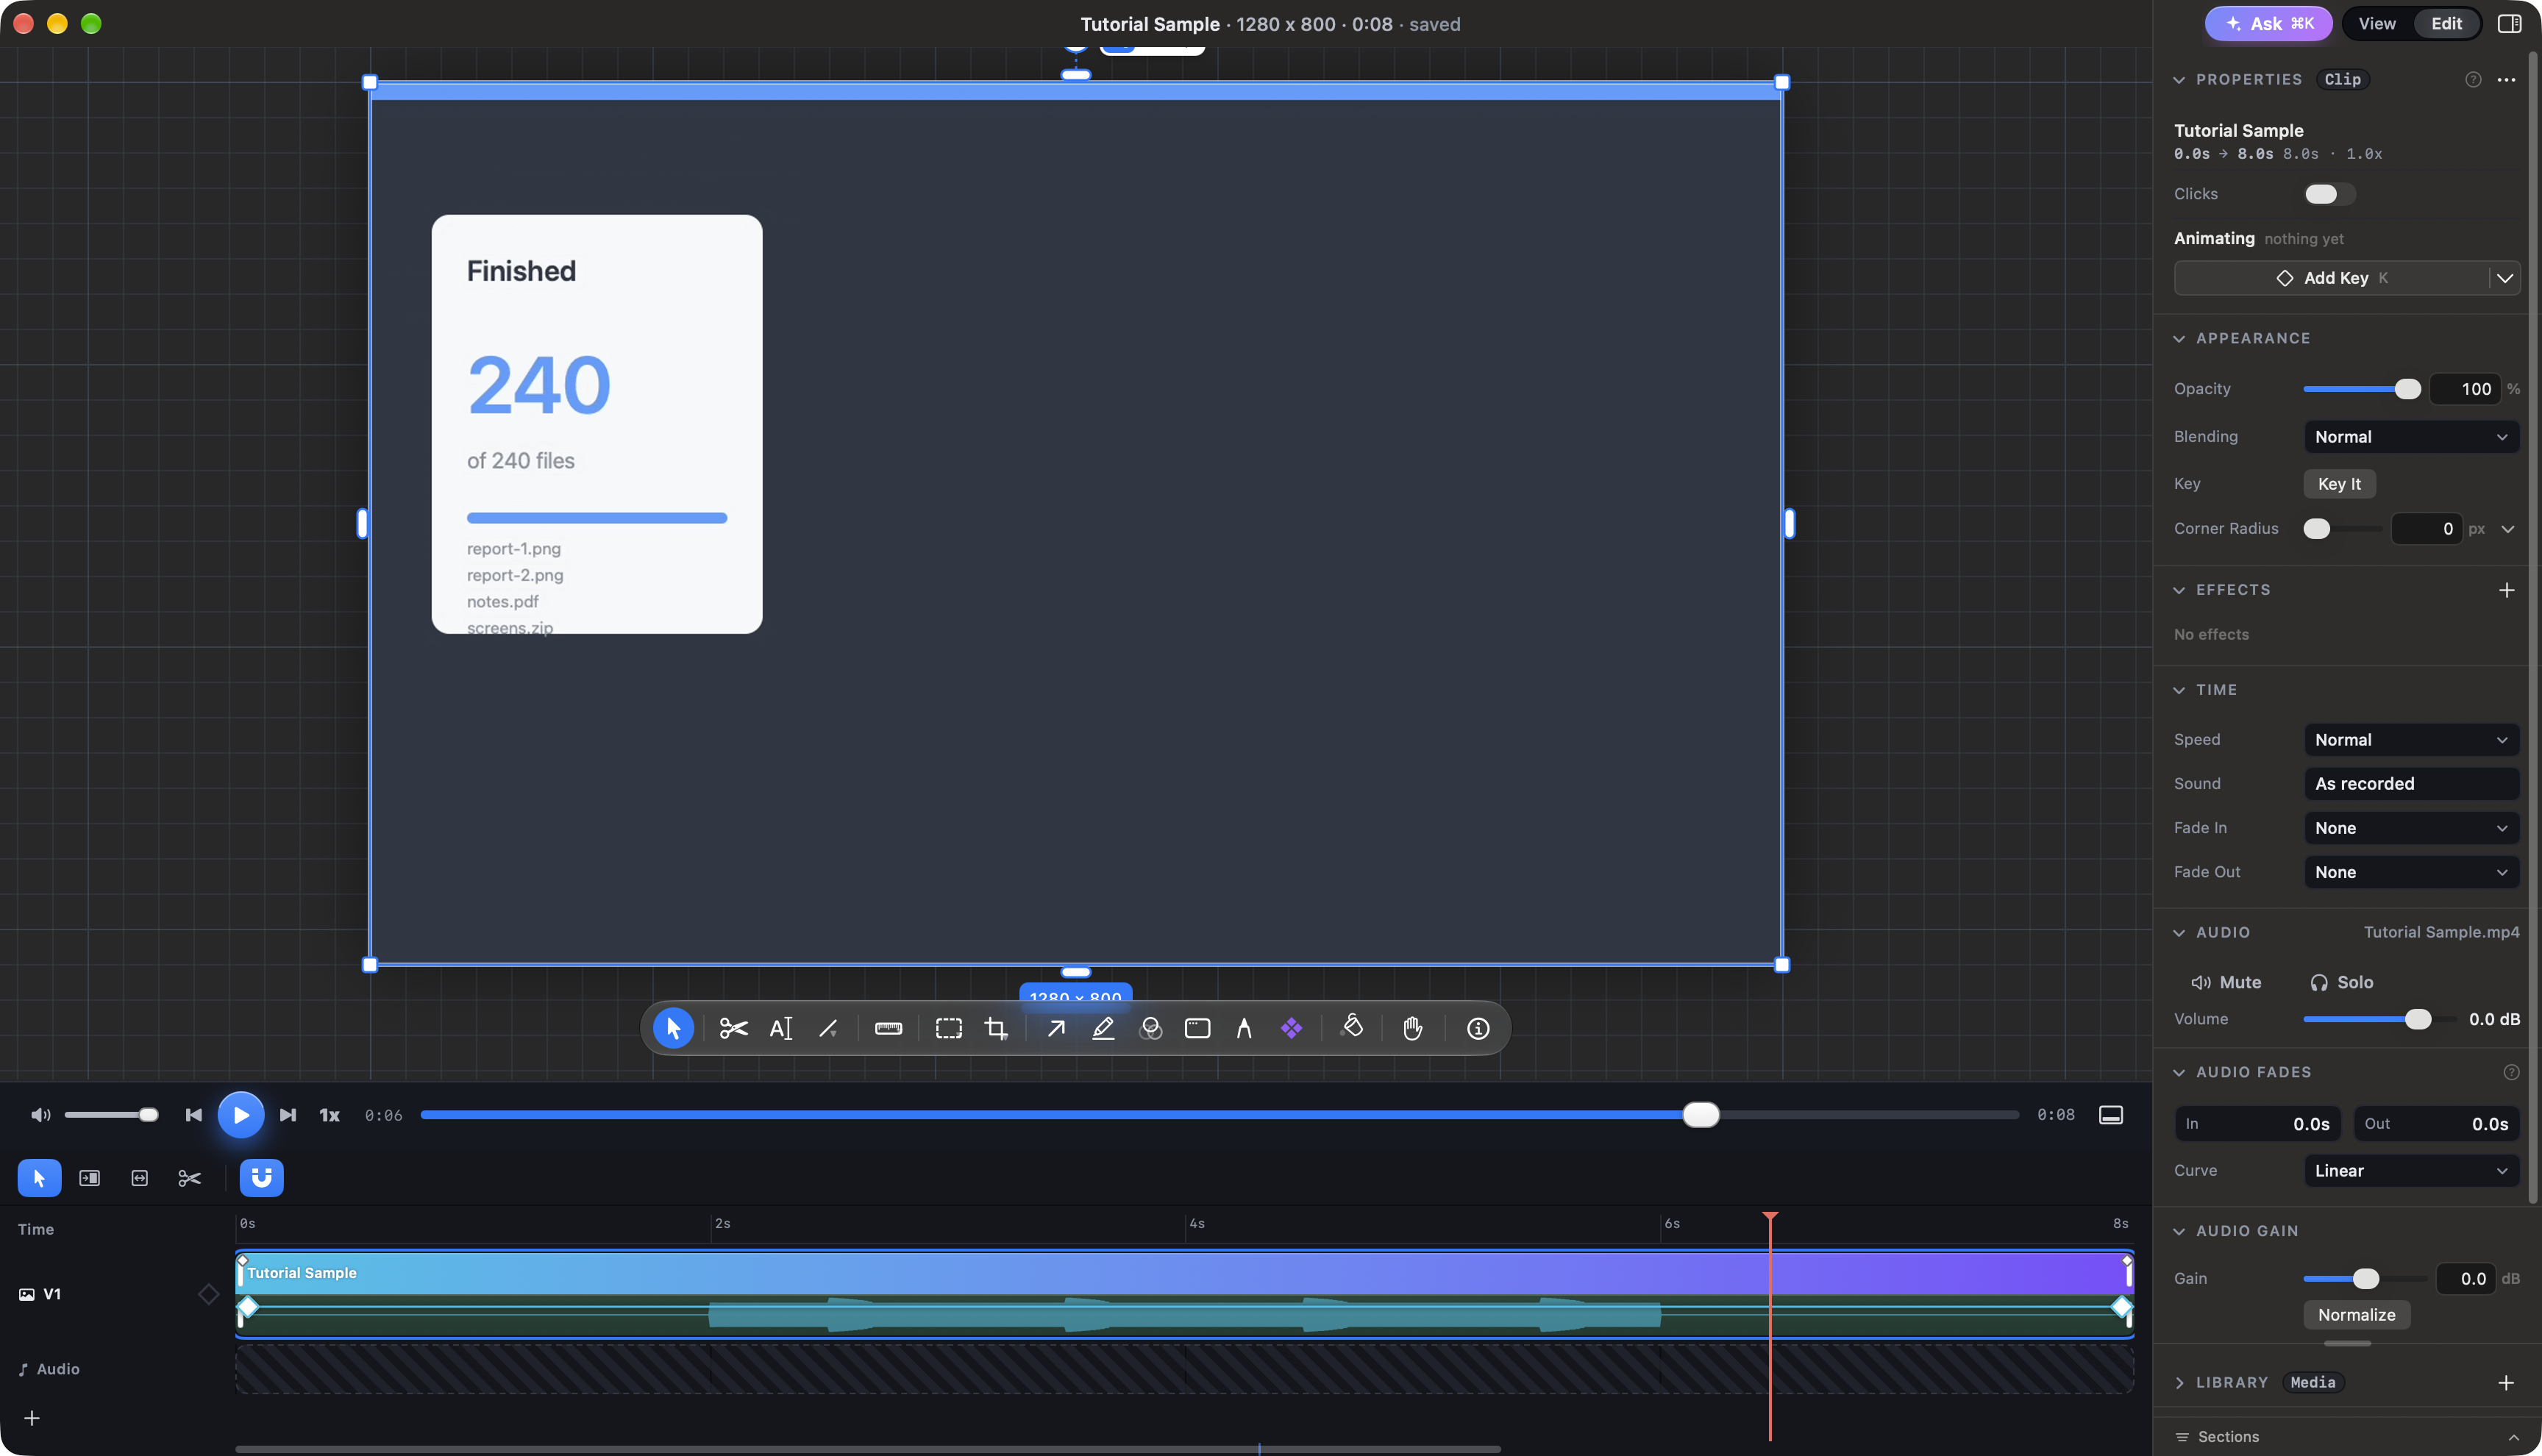 Tutorial Sample · 1280 x 800 · 0:08 · saved
Ask ⌘K
View
Edit
Finished
240
of 240 files
report-1.png
report-2.png
notes.pdf
screens.zip
1280 × 800
PROPERTIES Clip
Tutorial Sample
0.0s → 8.0s 8.0s · 1.0x
Clicks
Animating nothing yet
Add Key K
APPEARANCE
Opacity 100 %
Blending Normal
Key Key It
Corner Radius 0 px
EFFECTS
No effects
TIME
Speed Normal
Sound As recorded
Fade In None
Fade Out None
AUDIO Tutorial Sample.mp4
Mute Solo
Volume 0.0 dB
AUDIO FADES
In 0.0s Out 0.0s
Curve Linear
AUDIO GAIN
Gain 0.0 dB
Normalize
LIBRARY Media
Sections
1x 0:06 0:08
Time 0s 2s 4s 6s 8s
Tutorial Sample
V1
Audio